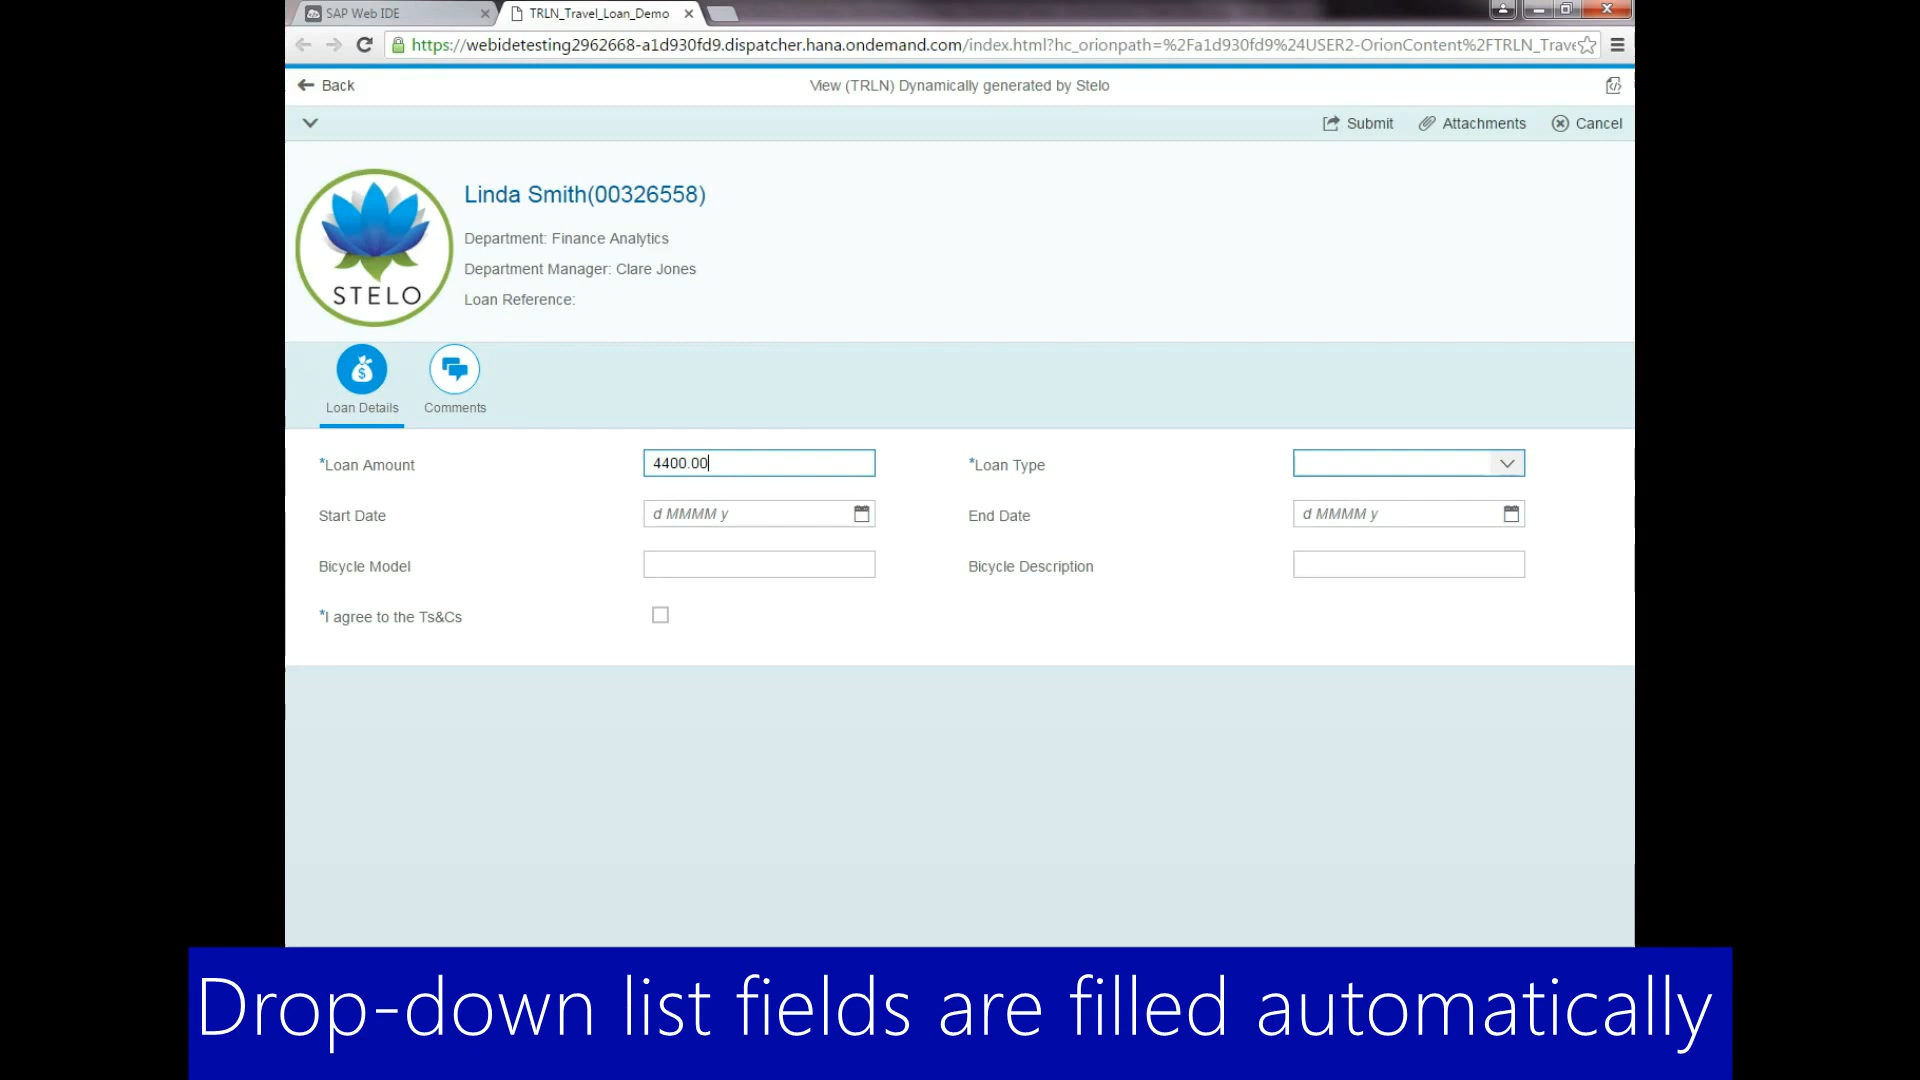 SAP Web IDE
TRLN_Travel_Loan_Demo
https://webidetesting2962668-a1d930fd9.dispatcher.hana.ondemand.com/index.html?hc_orionpath=%2Fa1d930fd9%24USER2-OrionContent%2FTRLN_Trave
Back
View (TRLN) Dynamically generated by Stelo
Submit
Attachments
Cancel
STELO
Linda Smith(00326558)
Department: Finance Analytics
Department Manager: Clare Jones
Loan Reference:
Loan Details
Comments
*Loan Amount 4400.00
*Loan Type
Start Date d MMMM y
End Date d MMMM y
Bicycle Model
Bicycle Description
*I agree to the Ts&Cs
Drop-down list fields are filled automatically